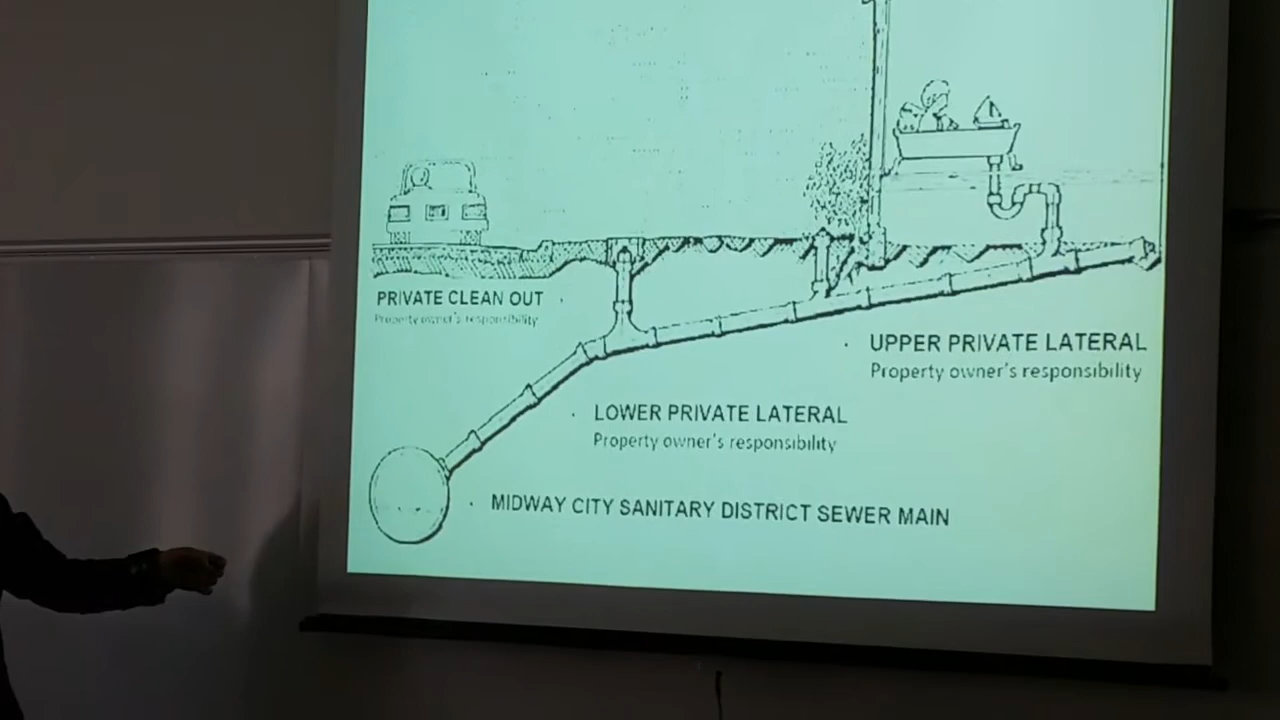 PRIVATE CLEAN OUT
Property owner's responsibility
UPPER PRIVATE LATERAL
Property owner's responsibility
LOWER PRIVATE LATERAL
Property owner's responsibility
MIDWAY CITY SANITARY DISTRICT SEWER MAIN